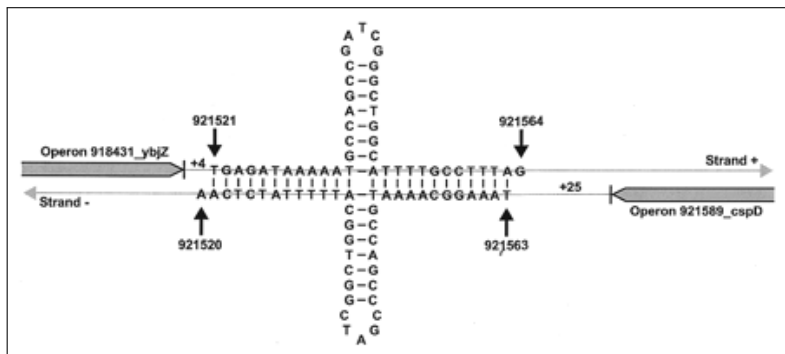 T
A C
G G
C–G
C–G
G–C
A–T
C–G
C–G
G–C
921521
921564
Operon 918431_ybjZ
+4
TGAGATAAAAAT–ATTTTGCCTTTAG
Strand +
AACTCTATTTTTA–TAAAACGGAAAT
+25
Strand -
Operon 921589_cspD
921520
921563
C–G
G–C
G–C
T–A
C–G
G–C
G–C
C C
T G
A